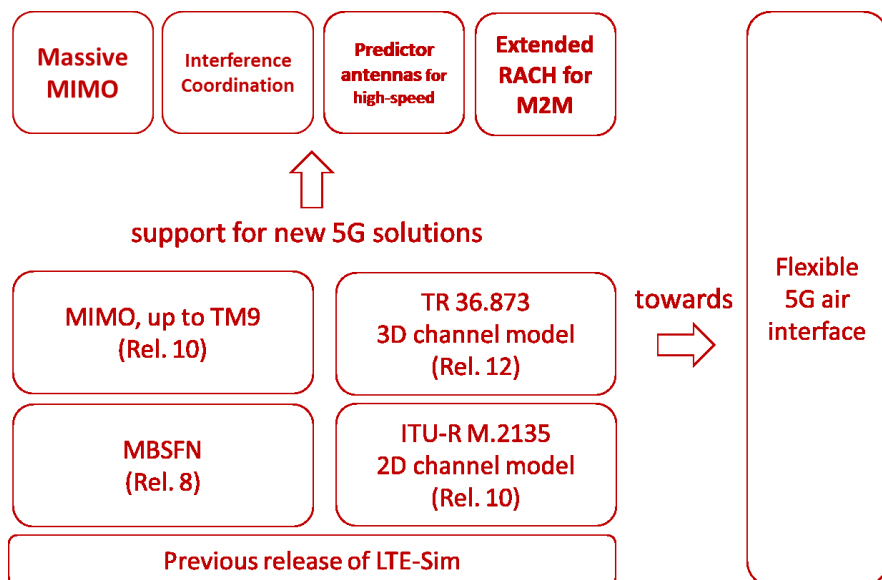 Massive
MIMO
Interference
Coordination
Predictor
antennas for
high-speed
Extended
RACH for
M2M
support for new 5G solutions
MIMO, up to TM9
(Rel. 10)
TR 36.873
3D channel model
(Rel. 12)
towards
Flexible
5G air
interface
MBSFN
(Rel. 8)
ITU-R M.2135
2D channel model
(Rel. 10)
Previous release of LTE-Sim